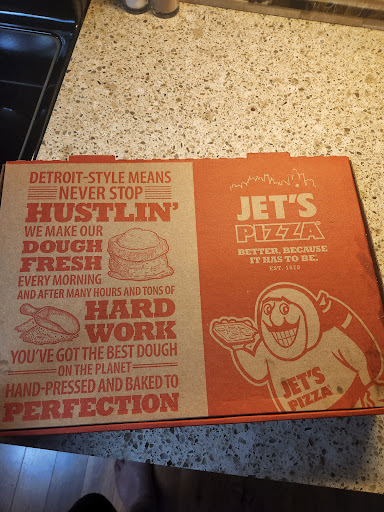 DETROIT-STYLE MEANS
NEVER STOP
HUSTLIN'
WE MAKE OUR
DOUGH
FRESH
EVERY MORNING
AND AFTER MANY HOURS AND TONS OF
HARD
WORK
YOU'VE GOT THE BEST DOUGH
ON THE PLANET
HAND-PRESSED AND BAKED TO
PERFECTION
JET'S
PIZZA
BETTER, BECAUSE
IT HAS TO BE.
EST. 1978
JET'S
PIZZA